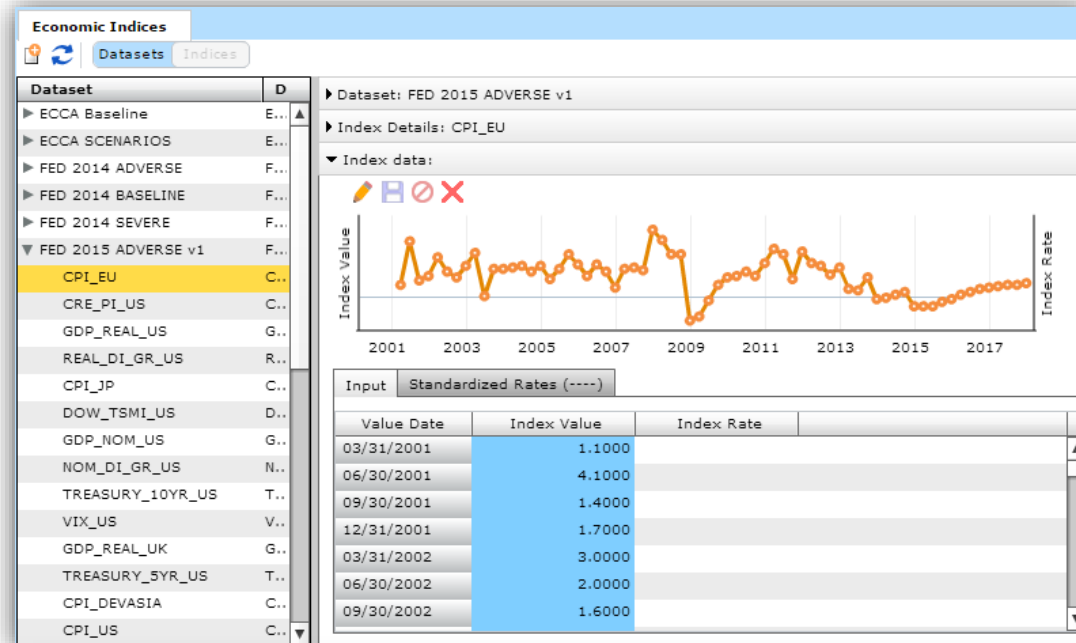 Economic Indices
Datasets Indices
Dataset D
ECCA Baseline E..
ECCA SCENARIOS E..
FED 2014 ADVERSE F..
FED 2014 BASELINE F..
FED 2014 SEVERE F..
FED 2015 ADVERSE v1 F..
CPI_EU C..
CRE_PI_US C..
GDP_REAL_US G..
REAL_DI_GR_US R..
CPI_JP C..
DOW_TSMI_US D..
GDP_NOM_US G..
NOM_DI_GR_US N..
TREASURY_10YR_US T..
VIX_US V..
GDP_REAL_UK G..
TREASURY_5YR_US T..
CPI_DEVASIA C..
CPI_US C..
Dataset: FED 2015 ADVERSE v1
Index Details: CPI_EU
Index data:
Index Value
Index Rate
2001 2003 2005 2007 2009 2011 2013 2015 2017
Input Standardized Rates (----)
Value Date Index Value Index Rate
03/31/2001 1.1000
06/30/2001 4.1000
09/30/2001 1.4000
12/31/2001 1.7000
03/31/2002 3.0000
06/30/2002 2.0000
09/30/2002 1.6000